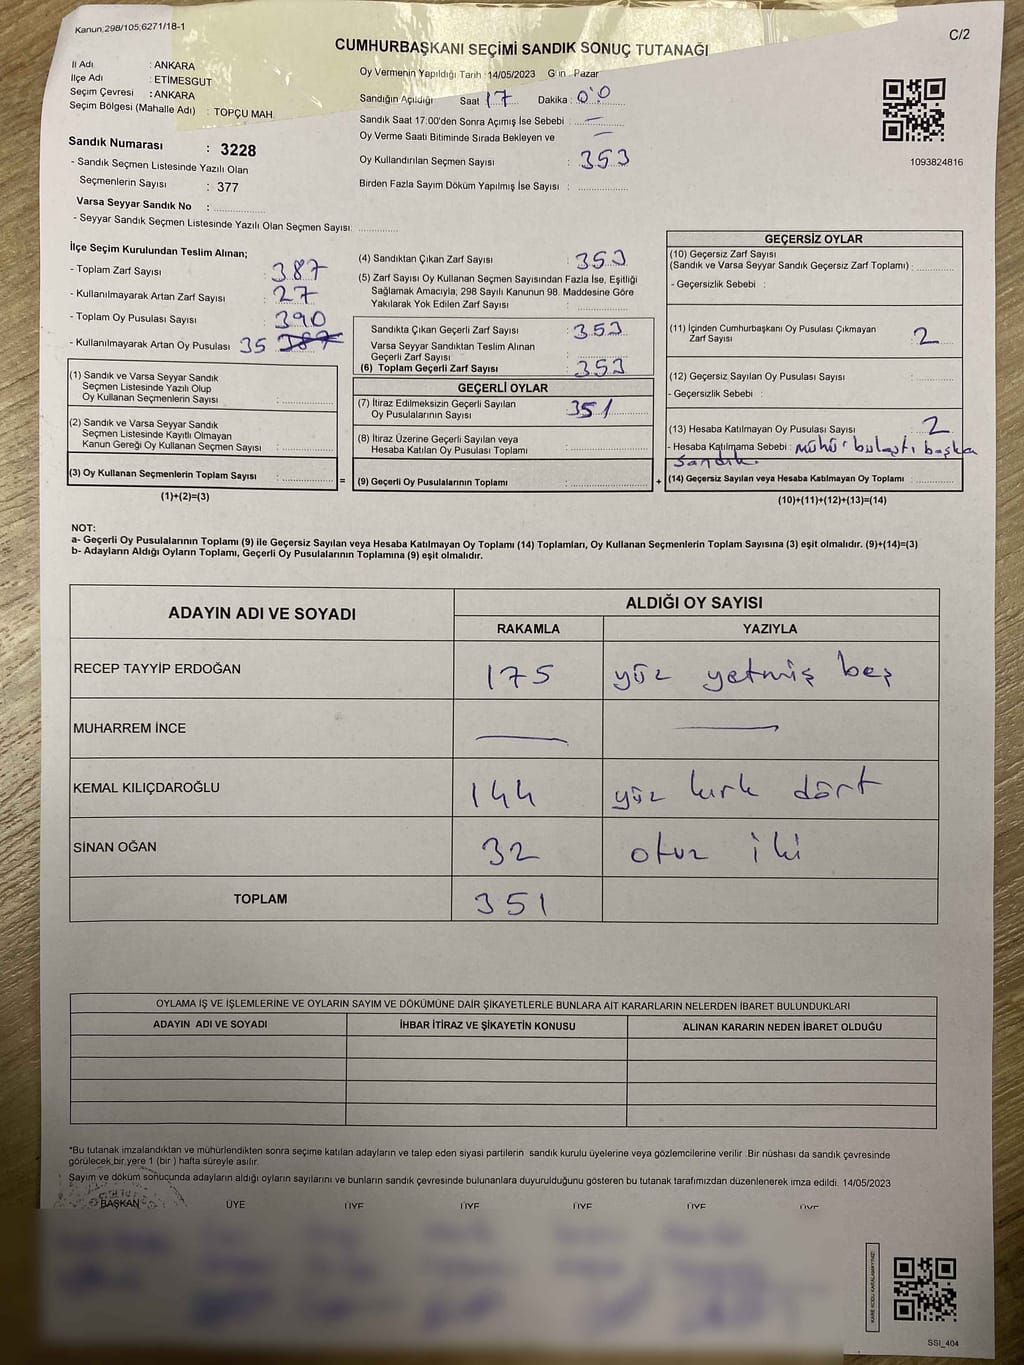 Kanun;298/105,6271/18-1
C/2
CUMHURBAŞKANI SEÇİMİ SANDIK SONUÇ TUTANAĞI
İl Adı : ANKARA
İlçe Adı : ETİMESGUT
Seçim Çevresi : ANKARA
Seçim Bölgesi (Mahalle Adı) : TOPÇU MAH.
Oy Vermenin Yapıldığı Tarih :14/05/2023 Gün : Pazar
Sandığın Açıldığı Saat 17 Dakika : 00
Sandık Saat 17:00'den Sonra Açımış İse Sebebi : —
Oy Verme Saati Bitiminde Sırada Bekleyen ve —
Oy Kullandırılan Seçmen Sayısı : 353
Birden Fazla Sayım Döküm Yapılmış İse Sayısı :
1093824816
Sandık Numarası : 3228
- Sandık Seçmen Listesinde Yazılı Olan
Seçmenlerin Sayısı : 377
Varsa Seyyar Sandık No :
- Seyyar Sandık Seçmen Listesinde Yazılı Olan Seçmen Sayısı:
İlçe Seçim Kurulundan Teslim Alınan;
- Toplam Zarf Sayısı : 387
- Kullanılmayarak Artan Zarf Sayısı : 27
- Toplam Oy Pusulası Sayısı : 390
- Kullanılmayarak Artan Oy Pusulası : 35 387
(1) Sandık ve Varsa Seyyar Sandık
Seçmen Listesinde Yazılı Olup
Oy Kullanan Seçmenlerin Sayısı :
(2) Sandık ve Varsa Seyyar Sandık
Seçmen Listesinde Kayıtlı Olmayan
Kanun Gereği Oy Kullanan Seçmen Sayısı :
(3) Oy Kullanan Seçmenlerin Toplam Sayısı :
(1)+(2)=(3)
(4) Sandıktan Çıkan Zarf Sayısı : 353
(5) Zarf Sayısı Oy Kullanan Seçmen Sayısından Fazla İse, Eşitliği
Sağlamak Amacıyla; 298 Sayılı Kanunun 98. Maddesine Göre
Yakılarak Yok Edilen Zarf Sayısı :
Sandıkta Çıkan Geçerli Zarf Sayısı : 353
Varsa Seyyar Sandıktan Teslim Alınan
Geçerli Zarf Sayısı :
(6) Toplam Geçerli Zarf Sayısı : 353
GEÇERLİ OYLAR
(7) İtiraz Edilmeksizin Geçerli Sayılan
Oy Pusulalarının Sayısı : 351
(8) İtiraz Üzerine Geçerli Sayılan veya
Hesaba Katılan Oy Pusulası Toplamı :
= (9) Geçerli Oy Pusulalarının Toplamı :
GEÇERSİZ OYLAR
(10) Geçersiz Zarf Sayısı
(Sandık ve Varsa Seyyar Sandık Geçersiz Zarf Toplamı) :
- Geçersizlik Sebebi :
(11) İçinden Cumhurbaşkanı Oy Pusulası Çıkmayan
Zarf Sayısı : 2
(12) Geçersiz Sayılan Oy Pusulası Sayısı :
- Geçersizlik Sebebi :
(13) Hesaba Katılmayan Oy Pusulası Sayısı : 2
- Hesaba Katılmama Sebebi : mühür bulaştı başka
sandık.
+ (14) Geçersiz Sayılan veya Hesaba Katılmayan Oy Toplamı :
(10)+(11)+(12)+(13)=(14)
NOT:
a- Geçerli Oy Pusulalarının Toplamı (9) ile Geçersiz Sayılan veya Hesaba Katılmayan Oy Toplamı (14) Toplamları, Oy Kullanan Seçmenlerin Toplam Sayısına (3) eşit olmalıdır. (9)+(14)=(3)
b- Adayların Aldığı Oyların Toplamı, Geçerli Oy Pusulalarının Toplamına (9) eşit olmalıdır.
ADAYIN ADI VE SOYADI
ALDIĞI OY SAYISI
RAKAMLA YAZIYLA
RECEP TAYYİP ERDOĞAN 175 yüz yetmiş beş
MUHARREM İNCE — —
KEMAL KILIÇDAROĞLU 144 yüz kırk dört
SİNAN OĞAN 32 otuz iki
TOPLAM 351
OYLAMA İŞ VE İŞLEMLERİNE VE OYLARIN SAYIM VE DÖKÜMÜNE DAİR ŞİKAYETLERLE BUNLARA AİT KARARLARIN NELERDEN İBARET BULUNDUKLARI
ADAYIN ADI VE SOYADI İHBAR İTİRAZ VE ŞİKAYETİN KONUSU ALINAN KARARIN NEDEN İBARET OLDUĞU
*Bu tutanak imzalandıktan ve mühürlendikten sonra seçime katılan adayların ve talep eden siyasi partilerin sandık kurulu üyelerine veya gözlemcilerine verilir .Bir nüshası da sandık çevresinde
görülecek bir yere 1 (bir ) hafta süreyle asılır.
Sayım ve döküm sonucunda adayların aldığı oyların sayılarını ve bunların sandık çevresinde bulunanlara duyurulduğunu gösteren bu tutanak tarafımızdan düzenlenerek imza edildi. 14/05/2023
BAŞKAN ÜYE ÜYE ÜYE ÜYE ÜYE ÜYE
KARE KODU KARALAMAYINIZ!
SSI_404